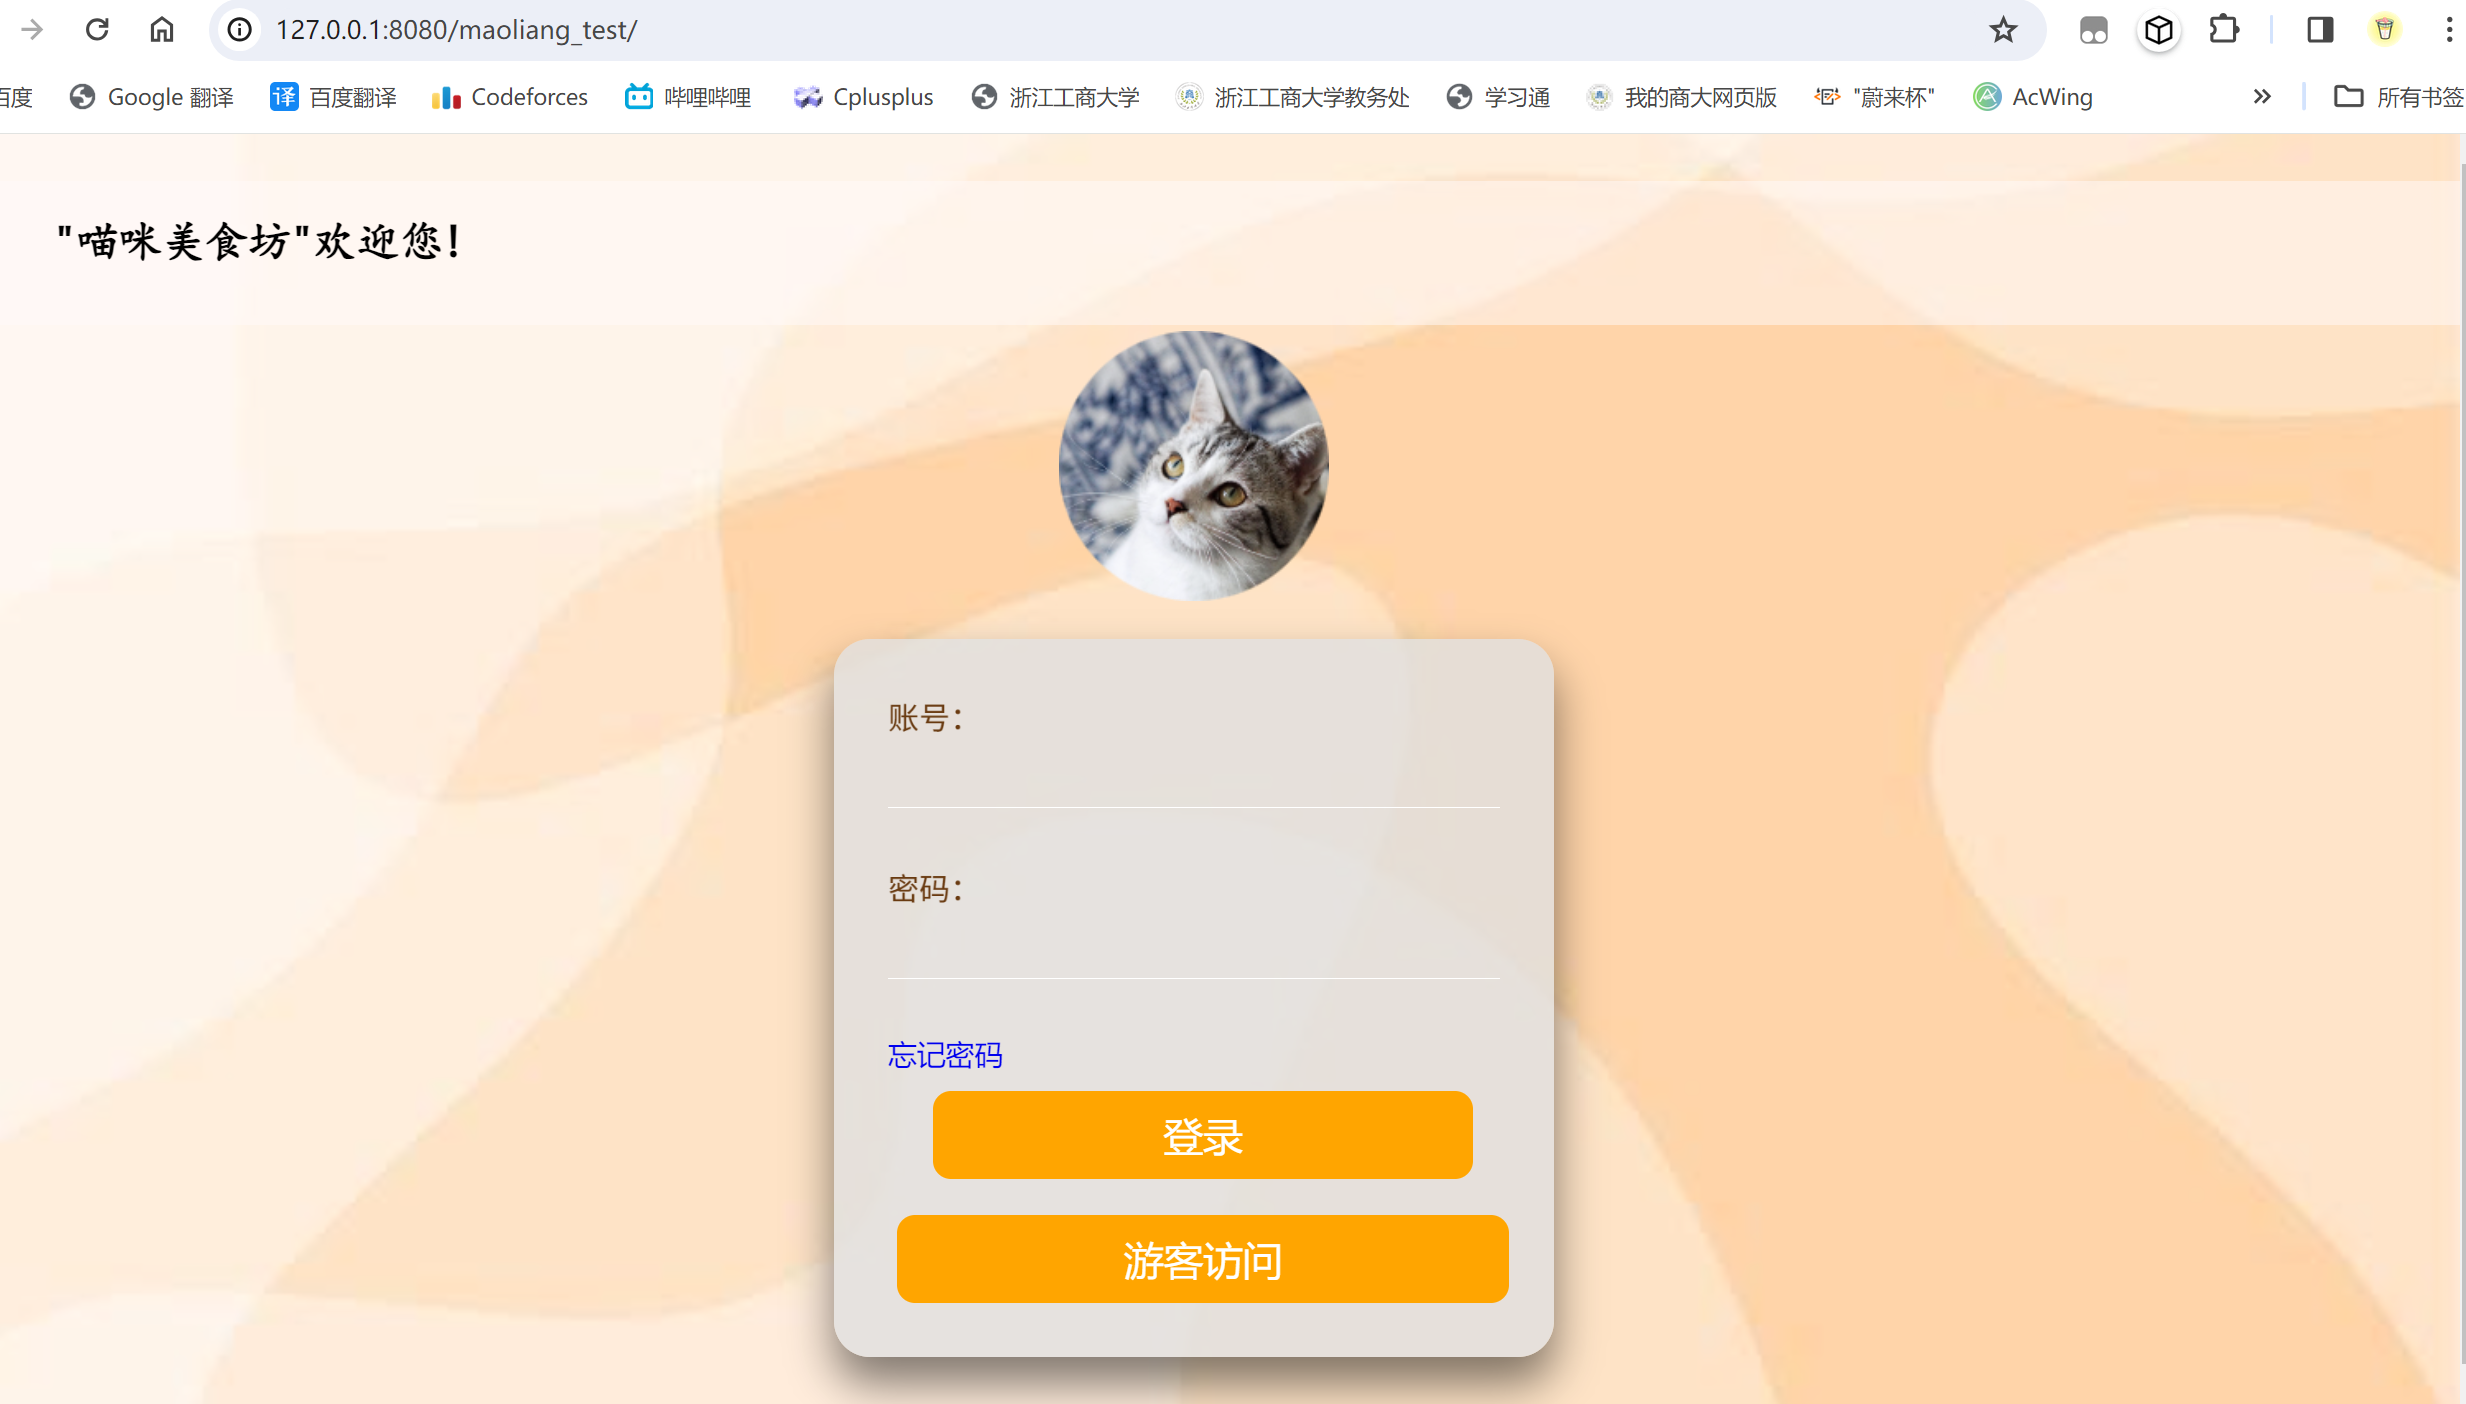 127.0.0.1:8080/maoliang_test/
百度 Google 翻译 译 百度翻译 Codeforces 哔哩哔哩 Cplusplus 浙江工商大学 浙江工商大学教务处 学习通 我的商大网页版 "蔚来杯" AcWing » 所有书签
"喵咪美食坊"欢迎您!
账号：
密码：
忘记密码
登录
游客访问